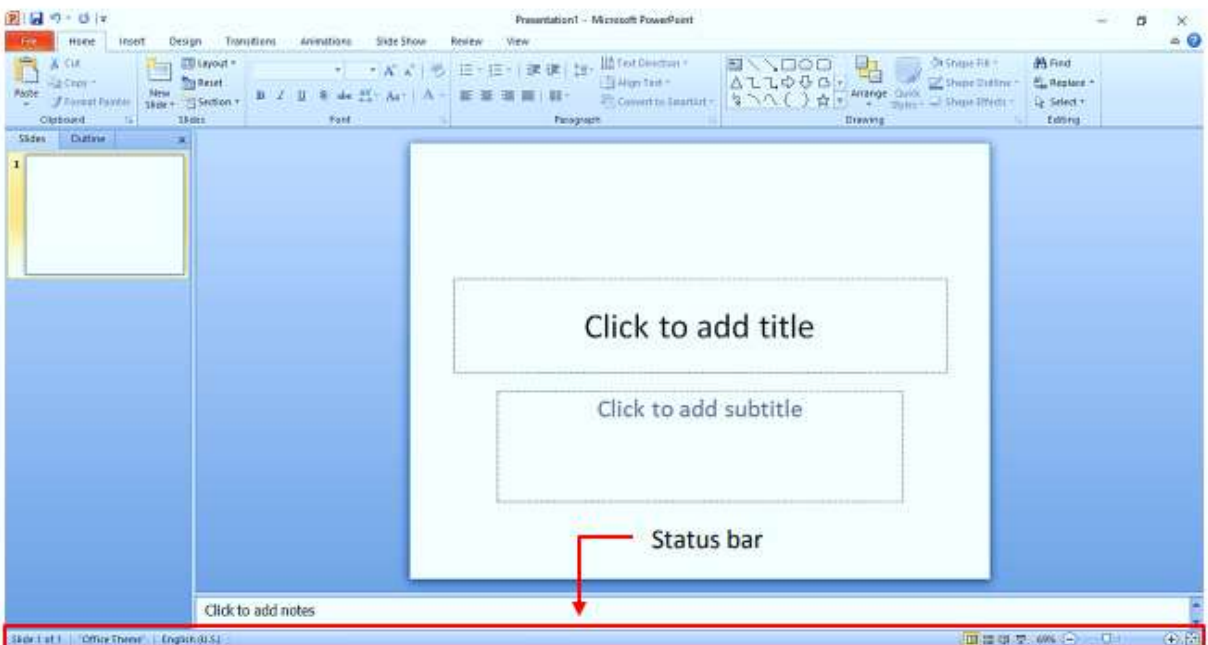 Presentation1 - Microsoft PowerPoint
File Home Insert Design Transitions Animations Slide Show Review View
Cut
Copy
Format Painter
Paste
Clipboard
New
Slide
Layout
Reset
Section
Slides
B I U S abc AV Aa A
Font
Text Direction
Align Text
Convert to SmartArt
Paragraph
Arrange
Quick
Styles
Shape Fill
Shape Outline
Shape Effects
Drawing
Find
Replace
Select
Editing
Slides Outline
1
Click to add title
Click to add subtitle
Status bar
Click to add notes
Slide 1 of 1 "Office Theme" English (U.S.) 69%